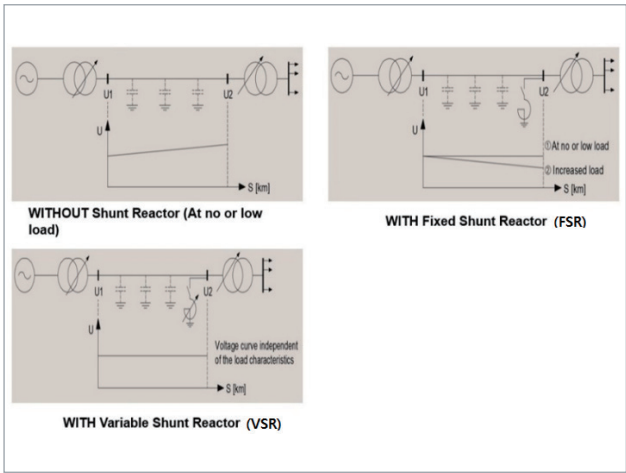 U1
U2
U
S [km]
WITHOUT Shunt Reactor (At no or low
load)
U1
U2
U
①At no or low load
② Increased load
S [km]
WITH Fixed Shunt Reactor (FSR)
U1
U2
U
Voltage curve independent
of the load characteristics
S [km]
WITH Variable Shunt Reactor (VSR)